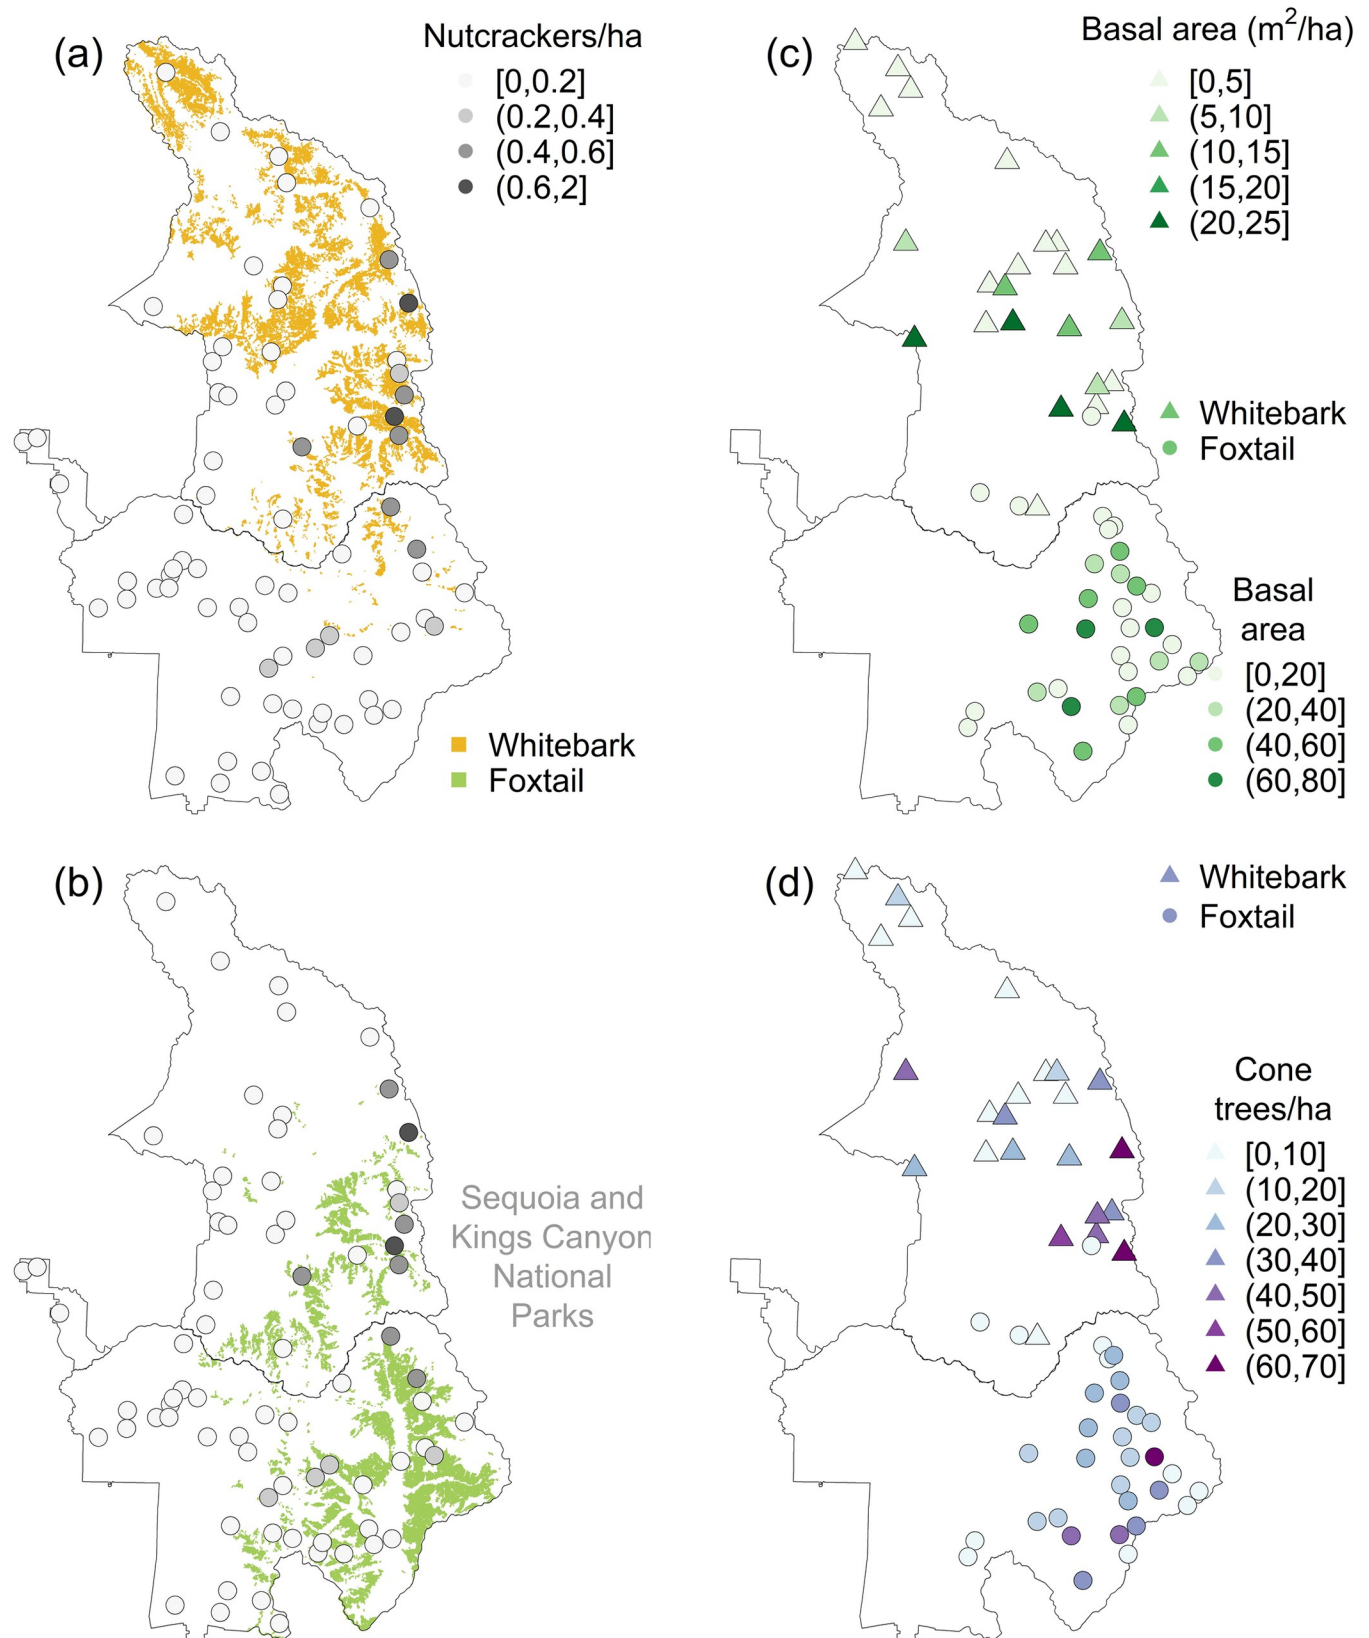 (a)
Nutcrackers/ha
[0,0.2]
(0.2,0.4]
(0.4,0.6]
(0.6,2]
Whitebark
Foxtail
(c)
Basal area (m²/ha)
[0,5]
(5,10]
(10,15]
(15,20]
(20,25]
Whitebark
Foxtail
Basal
area
[0,20]
(20,40]
(40,60]
(60,80]
(b)
Sequoia and
Kings Canyon
National
Parks
(d)
Whitebark
Foxtail
Cone
trees/ha
[0,10]
(10,20]
(20,30]
(30,40]
(40,50]
(50,60]
(60,70]